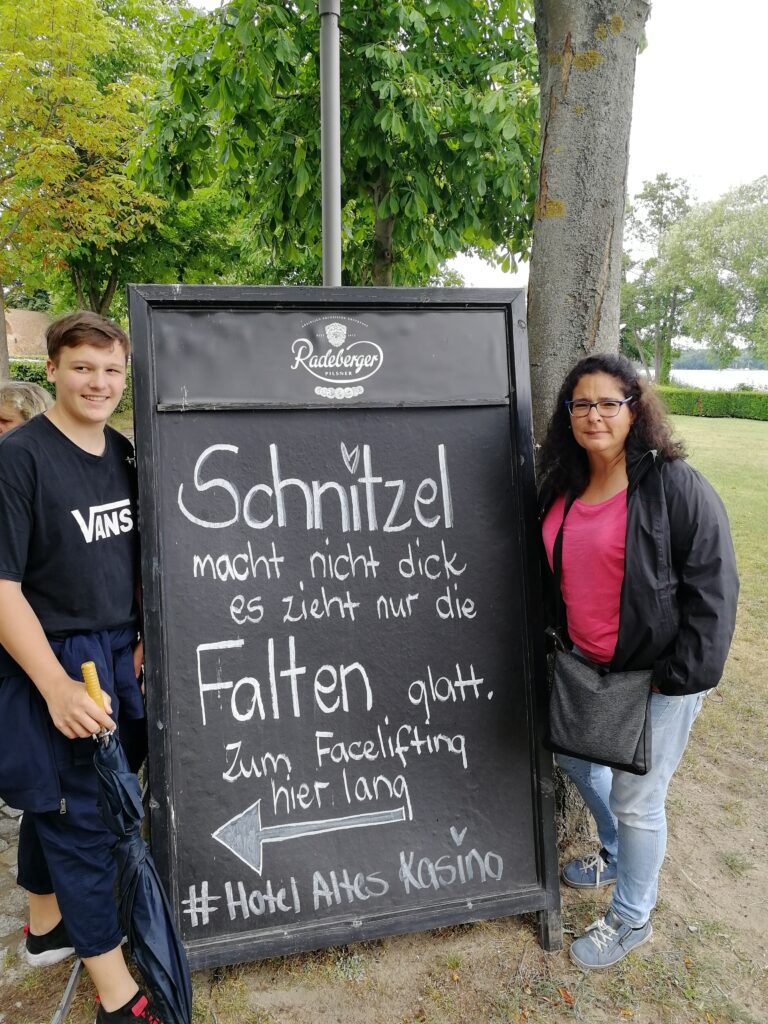 Radeberger
PILSNER
Schnitzel
macht nicht dick
es zieht nur die
Falten glatt.
Zum Facelifting
hier lang
#Hotel Altes Kasino
VANS